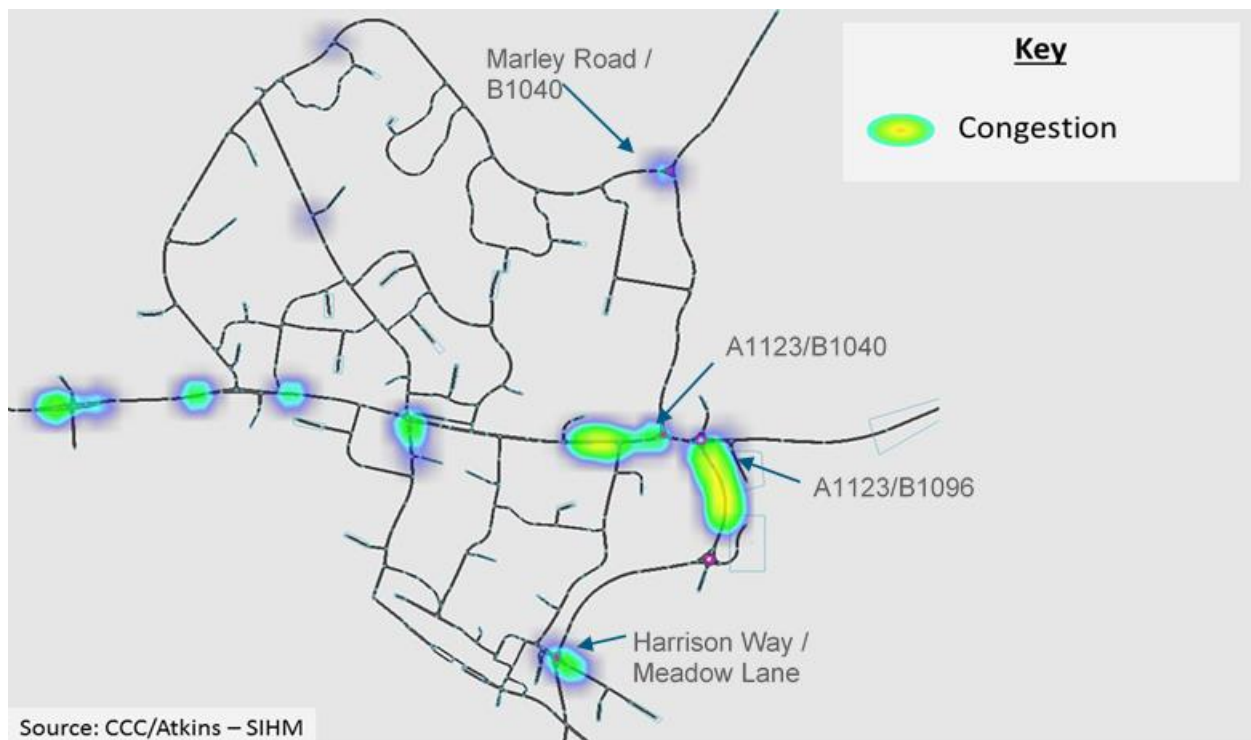 Marley Road /
B1040
Key
Congestion
A1123/B1040
A1123/B1096
Harrison Way /
Meadow Lane
Source: CCC/Atkins – SIHM